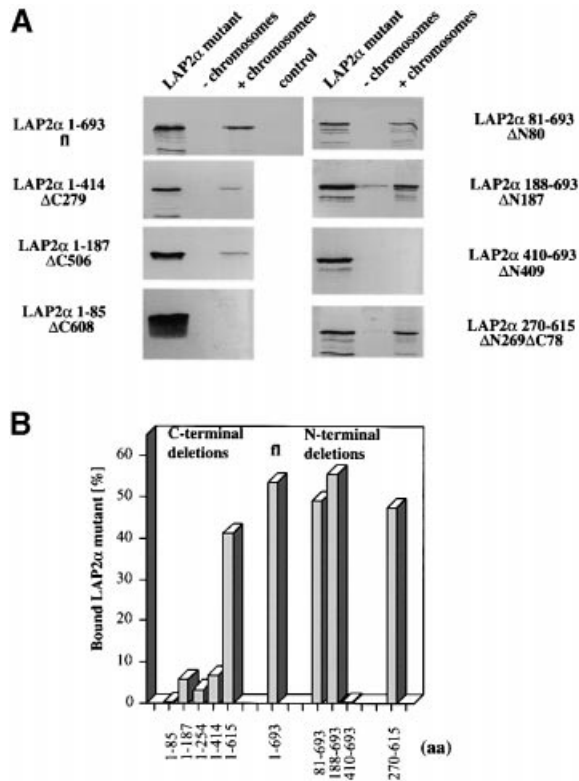 A
LAP2α mutant
- chromosomes
+ chromosomes
control
LAP2α mutant
- chromosomes
+ chromosomes
LAP2α 1-693
fl
LAP2α 1-414
ΔC279
LAP2α 1-187
ΔC506
LAP2α 1-85
ΔC608
LAP2α 81-693
ΔN80
LAP2α 188-693
ΔN187
LAP2α 410-693
ΔN409
LAP2α 270-615
ΔN269ΔC78
B
C-terminal
deletions
fl
N-terminal
deletions
Bound LAP2α mutant [%]
60
50
40
30
20
10
0
1-85
1-187
1-254
1-414
1-615
1-693
81-693
188-693
410-693
270-615
(aa)